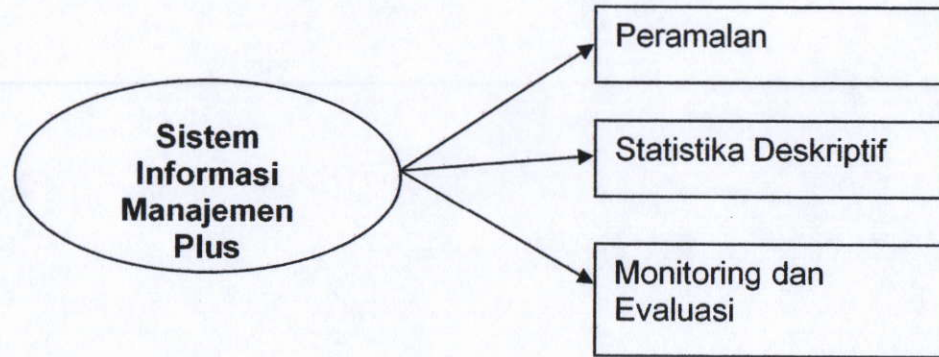 Sistem
Informasi
Manajemen
Plus
Peramalan
Statistika Deskriptif
Monitoring dan
Evaluasi